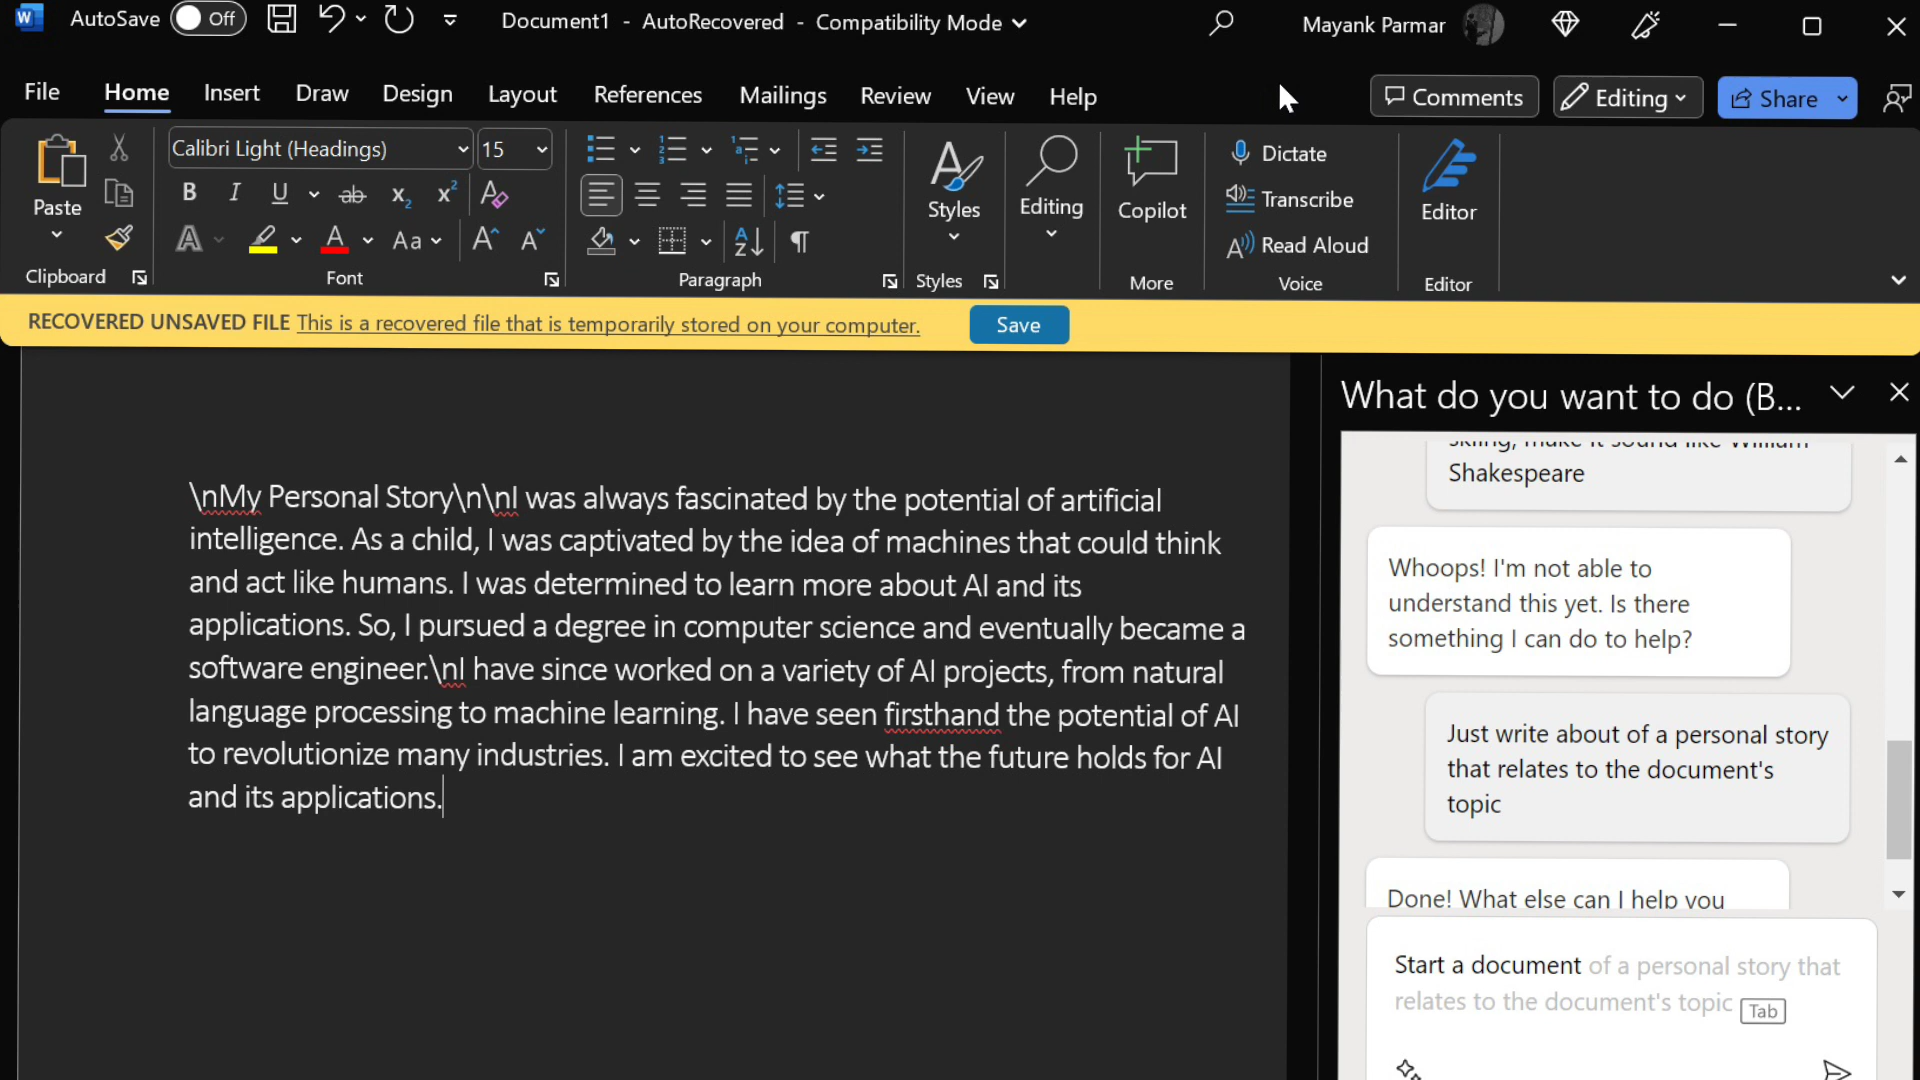 AutoSave Off Document1 - AutoRecovered - Compatibility Mode Mayank Parmar
File Home Insert Draw Design Layout References Mailings Review View Help Comments Editing Share
Calibri Light (Headings) 15
Paste
Clipboard
Font
Paragraph
Styles
Styles
Editing
Copilot
More
Dictate
Transcribe
Read Aloud
Voice
Editor
Editor
RECOVERED UNSAVED FILE This is a recovered file that is temporarily stored on your computer. Save
\nMy Personal Story\n\nI was always fascinated by the potential of artificial
intelligence. As a child, I was captivated by the idea of machines that could think
and act like humans. I was determined to learn more about AI and its
applications. So, I pursued a degree in computer science and eventually became a
software engineer.\nI have since worked on a variety of AI projects, from natural
language processing to machine learning. I have seen firsthand the potential of AI
to revolutionize many industries. I am excited to see what the future holds for AI
and its applications.
What do you want to do (B...
skiing, make it sound like William
Shakespeare
Whoops! I'm not able to
understand this yet. Is there
something I can do to help?
Just write about of a personal story
that relates to the document's
topic
Done! What else can I help you
Start a document of a personal story that
relates to the document's topic Tab